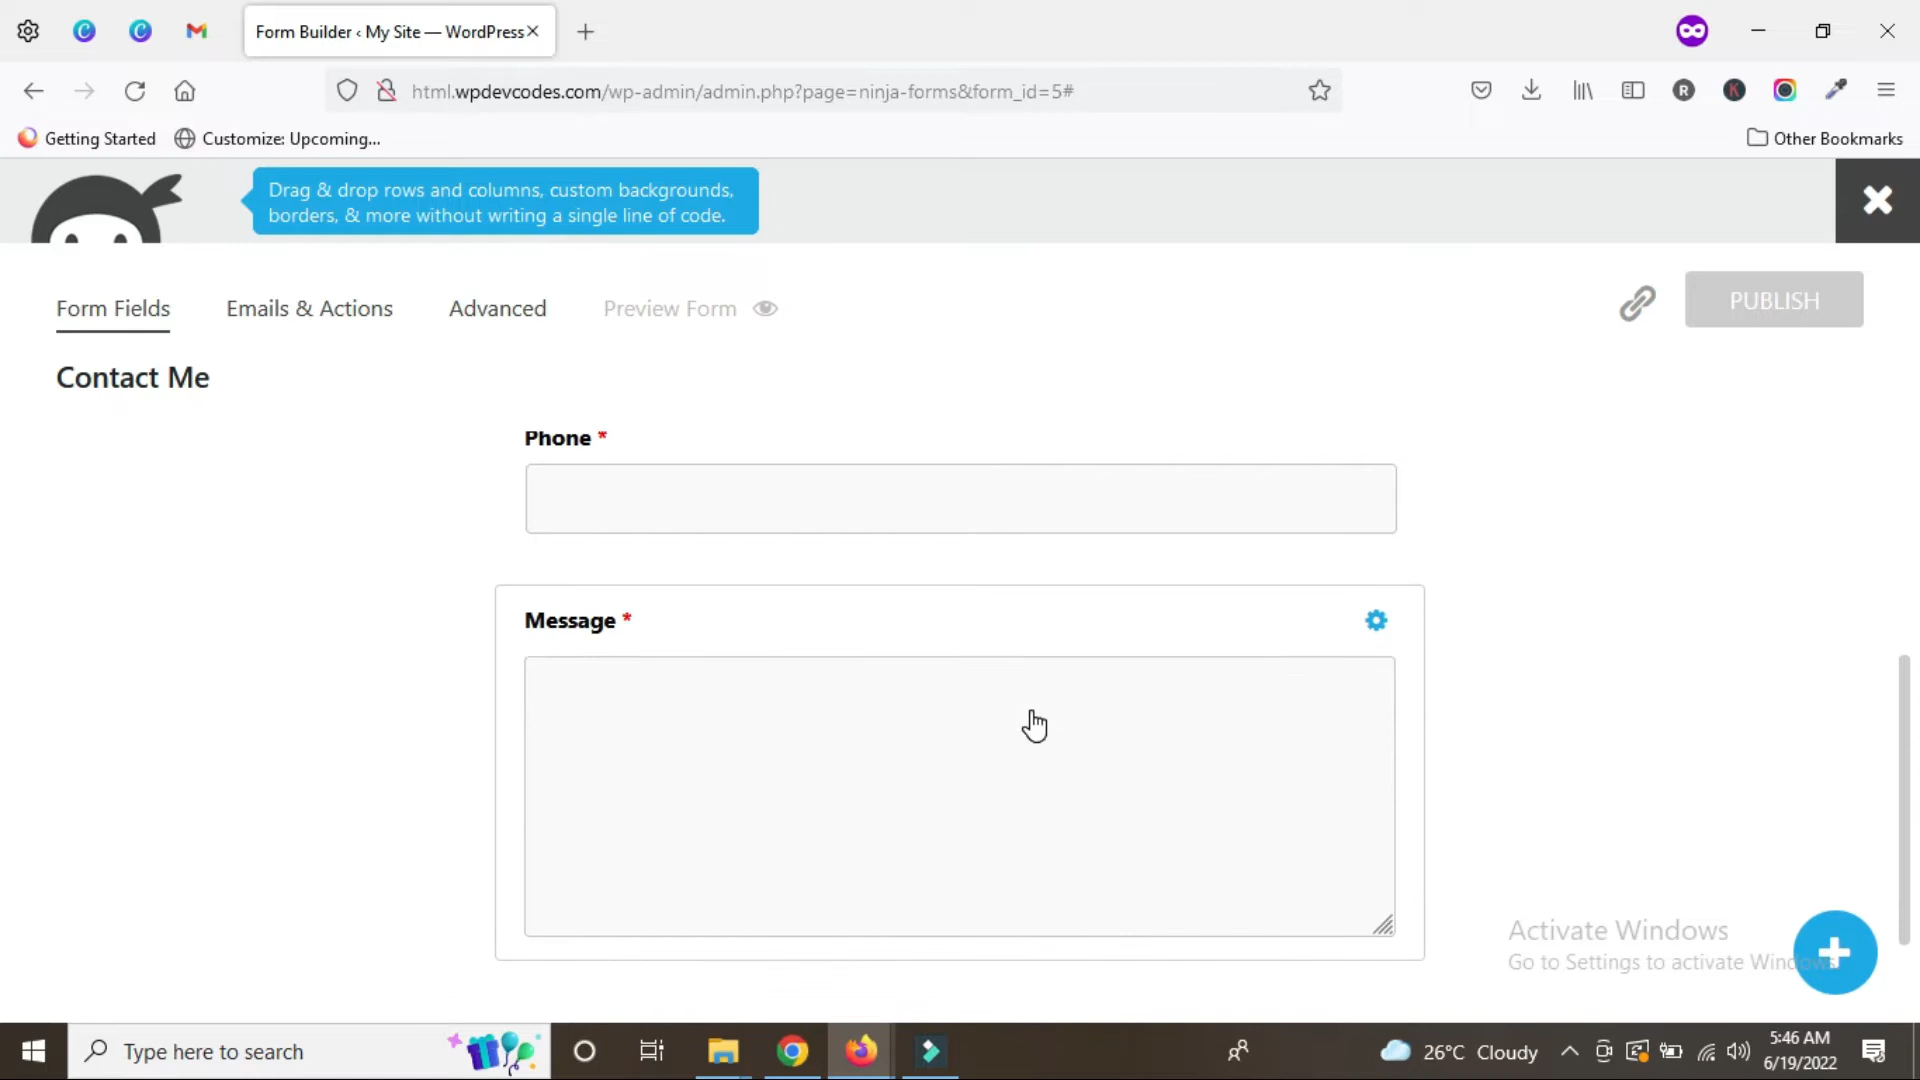 Form Builder ‹ My Site — WordPress
html.wpdevcodes.com/wp-admin/admin.php?page=ninja-forms&form_id=5#
R
K
Getting Started
Customize: Upcoming...
Other Bookmarks
Drag & drop rows and columns, custom backgrounds,
borders, & more without writing a single line of code.
Form Fields
Emails & Actions
Advanced
Preview Form
PUBLISH
Contact Me
Phone *
Message *
Activate Windows
Go to Settings to activate Windows.
Type here to search
26°C Cloudy
5:46 AM
6/19/2022